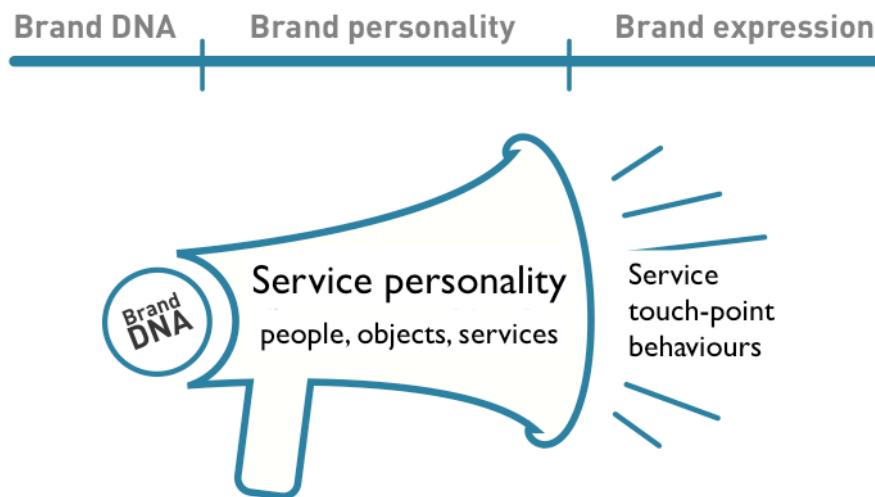 Brand DNA
Brand personality
Brand expression
Brand
DNA
Service personality
people, objects, services
Service
touch-point
behaviours